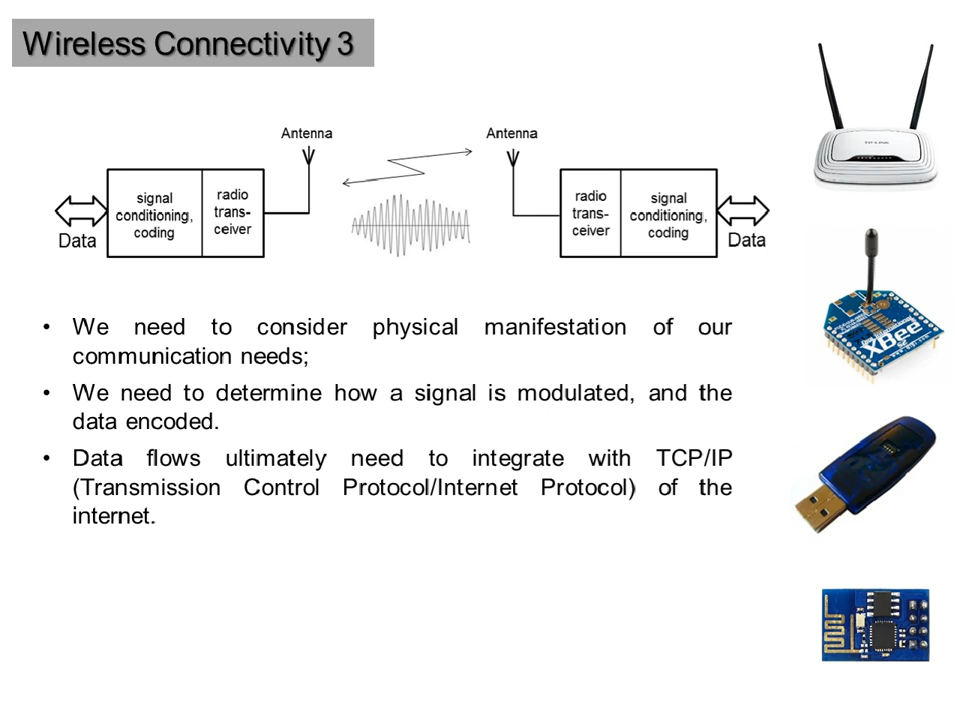 Wireless Connectivity 3
Antenna
Antenna
signal
conditioning,
coding
radio
trans-
ceiver
radio
trans-
ceiver
signal
conditioning,
coding
Data
Data
• We need to consider physical manifestation of our
communication needs;
• We need to determine how a signal is modulated, and the
data encoded.
• Data flows ultimately need to integrate with TCP/IP
(Transmission Control Protocol/Internet Protocol) of the
internet.
TP-LINK
XBee